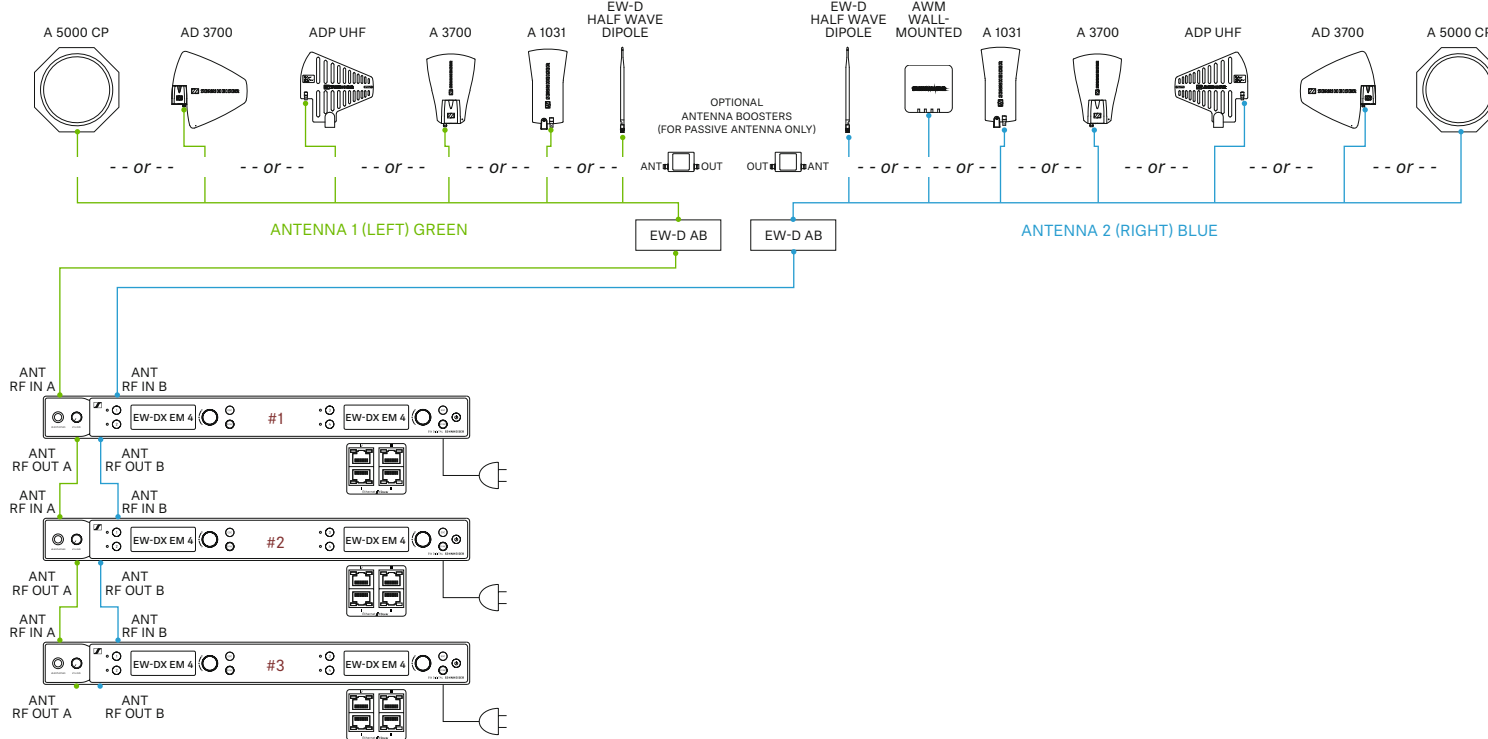 A 5000 CP
AD 3700
ADP UHF
A 3700
A 1031
EW-D
HALF WAVE
DIPOLE
EW-D
HALF WAVE
DIPOLE
AWM
WALL-
MOUNTED
A 1031
A 3700
ADP UHF
AD 3700
A 5000 CP
OPTIONAL
ANTENNA BOOSTERS
(FOR PASSIVE ANTENNA ONLY)
- - or - -
- - or - -
- - or - -
- - or - -
- - or - -
ANT
OUT
OUT
ANT
- - or - -
- - or - -
- - or - -
- - or - -
- - or - -
- - or - -
ANTENNA 1 (LEFT) GREEN
EW-D AB
EW-D AB
ANTENNA 2 (RIGHT) BLUE
ANT
RF IN A
ANT
RF IN B
EW-DX EM 4
#1
EW-DX EM 4
ANT
RF OUT A
ANT
RF OUT B
ANT
RF IN A
ANT
RF IN B
EW-DX EM 4
#2
EW-DX EM 4
ANT
RF OUT A
ANT
RF OUT B
ANT
RF IN A
ANT
RF IN B
EW-DX EM 4
#3
EW-DX EM 4
ANT
RF OUT A
ANT
RF OUT B